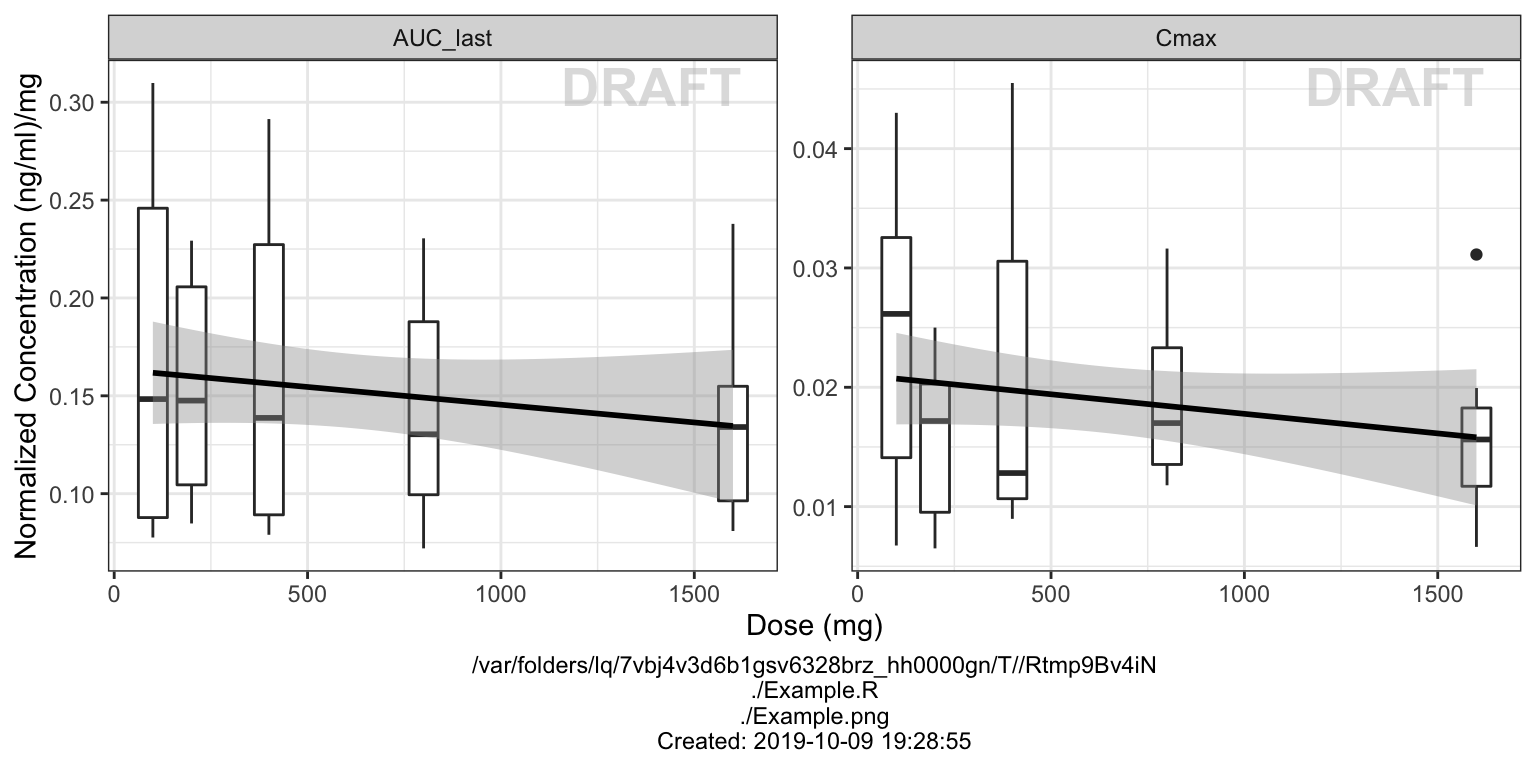 AUC_last
Cmax
DRAFT
DRAFT
Normalized Concentration (ng/ml)/mg
0.30
0.25
0.20
0.15
0.10
0.04
0.03
0.02
0.01
0 500 1000 1500
0 500 1000 1500
Dose (mg)
/var/folders/lq/7vbj4v3d6b1gsv6328brz_hh0000gn/T//Rtmp9Bv4iN
./Example.R
./Example.png
Created: 2019-10-09 19:28:55